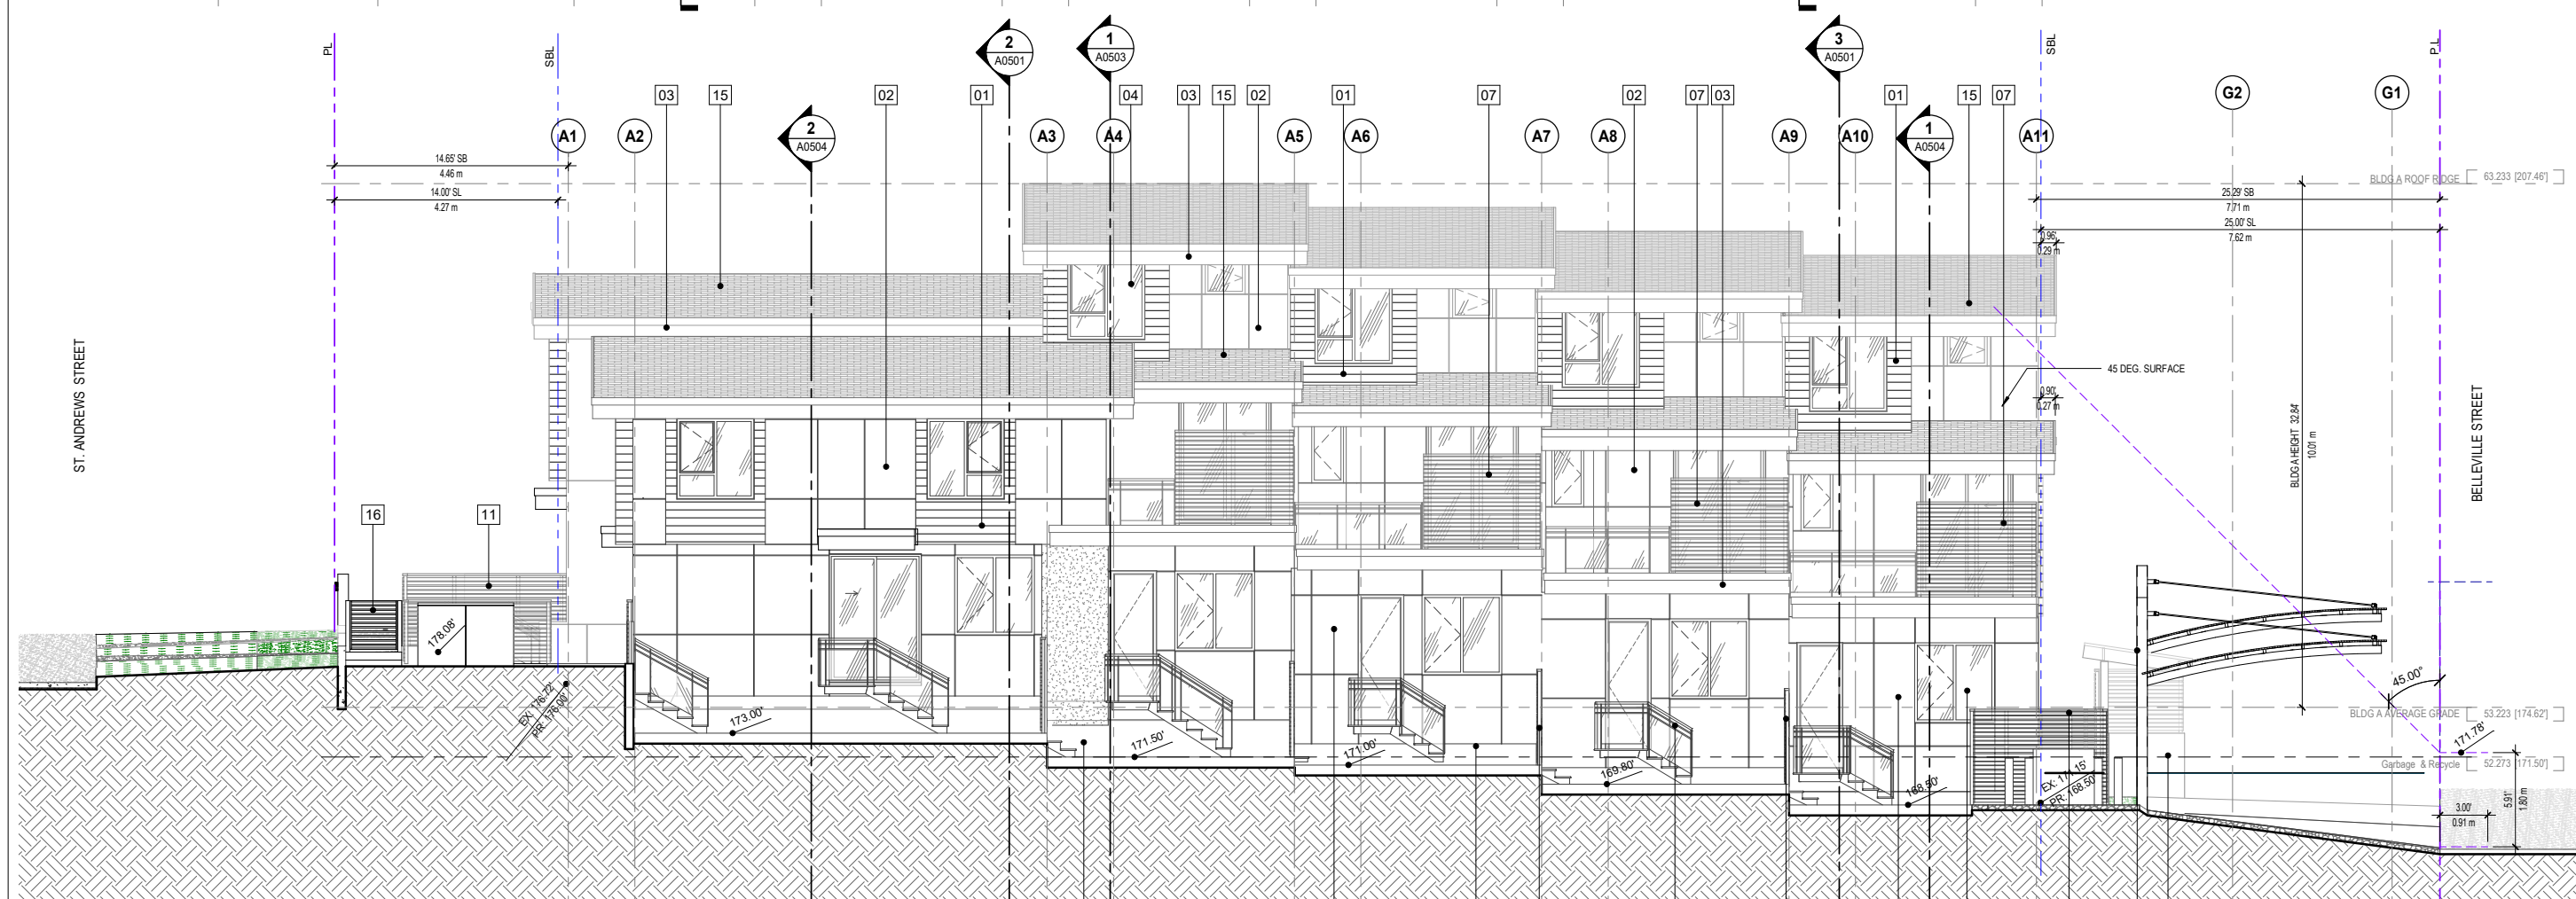 PL
SBL
2
A0501
1
A0503
3
A0501
SBL
P.L
03
15
02
01
04
03
15
02
01
07
02
07
03
01
15
07
G2
G1
A1
A2
2
A0504
A3
A4
A5
A6
A7
A8
A9
A10
1
A0504
A11
14.65' SB
4.46 m
14.00' SL
4.27 m
BLDG A ROOF RIDGE
63.233 [207.46']
25.29' SB
7.71 m
25.00' SL
7.62 m
0.96'
0.29 m
45 DEG. SURFACE
0.90'
0.27 m
ST. ANDREWS STREET
BELLEVILLE STREET
BLDG A HEIGHT 32.84'
10.01 m
16
11
178.08'
EX: 176.72'
PR: 176.00'
173.00'
171.50'
171.00'
169.80'
168.50'
EX: 171.15'
PR: 168.50'
45.00°
BLDG A AVERAGE GRADE
53.223 [174.62']
171.78'
Garbage & Recycle
52.273 [171.50']
5.91'
1.80 m
3.00'
0.91 m